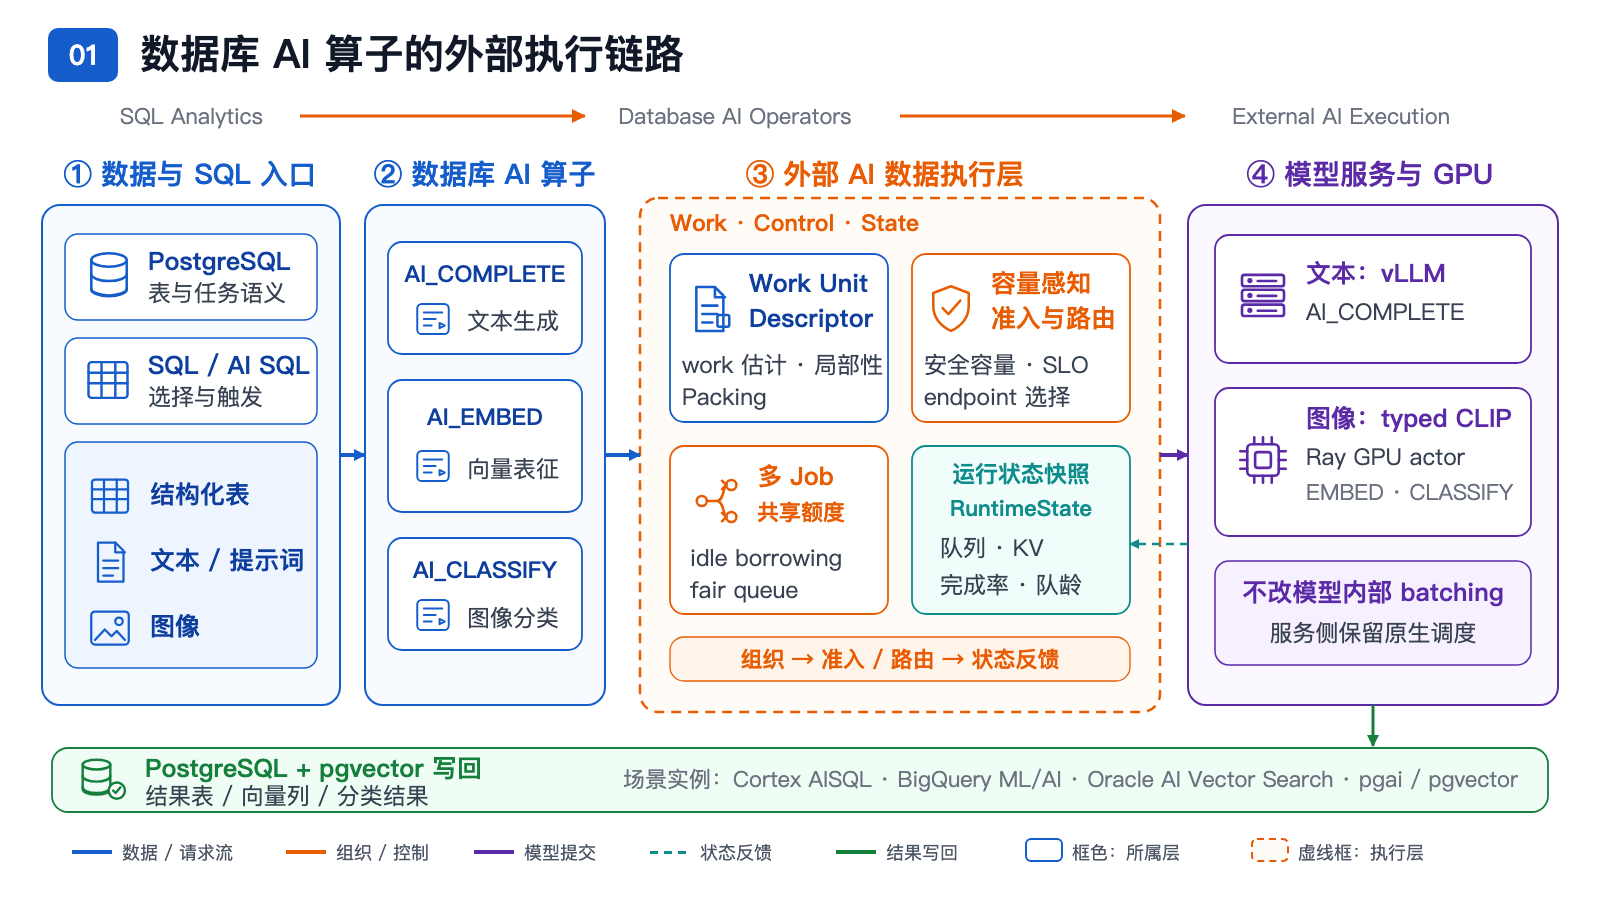 01 数据库 AI 算子的外部执行链路
SQL Analytics
Database AI Operators
External AI Execution
① 数据与 SQL 入口
PostgreSQL
表与任务语义
SQL / AI SQL
选择与触发
结构化表
文本 / 提示词
图像
② 数据库 AI 算子
AI_COMPLETE
文本生成
AI_EMBED
向量表征
AI_CLASSIFY
图像分类
③ 外部 AI 数据执行层
Work · Control · State
Work Unit
Descriptor
work 估计 · 局部性
Packing
容量感知
准入与路由
安全容量 · SLO
endpoint 选择
多 Job
共享额度
idle borrowing
fair queue
运行状态快照
RuntimeState
队列 · KV
完成率 · 队龄
组织 → 准入 / 路由 → 状态反馈
④ 模型服务与 GPU
文本：vLLM
AI_COMPLETE
图像：typed CLIP
Ray GPU actor
EMBED · CLASSIFY
不改模型内部 batching
服务侧保留原生调度
PostgreSQL + pgvector 写回
结果表 / 向量列 / 分类结果
场景实例：Cortex AISQL · BigQuery ML/AI · Oracle AI Vector Search · pgai / pgvector
数据 / 请求流
组织 / 控制
模型提交
状态反馈
结果写回
框色：所属层
虚线框：执行层